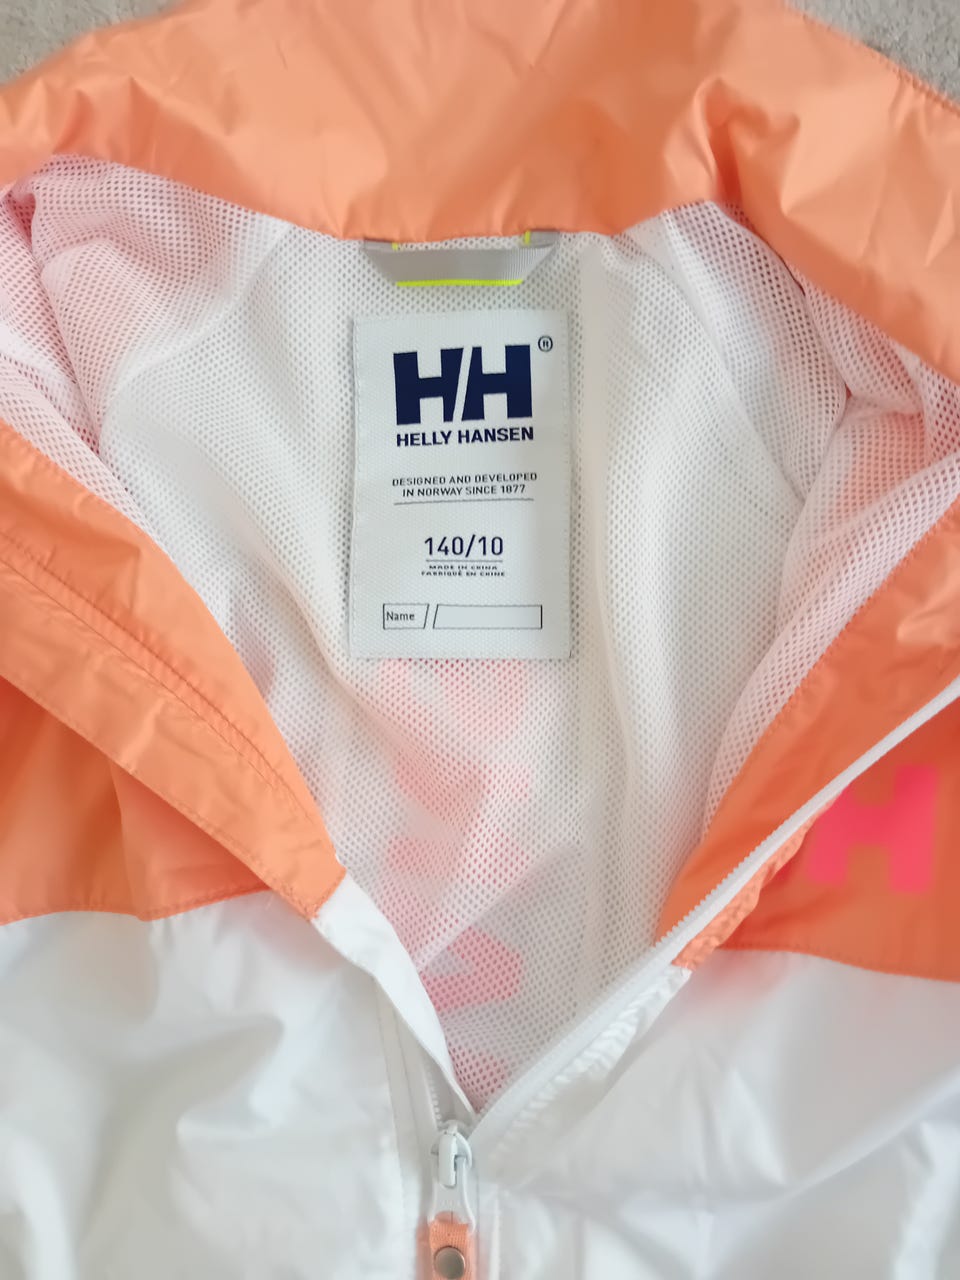 HH®
HELLY HANSEN
DESIGNED AND DEVELOPED
IN NORWAY SINCE 1877
140/10
MADE IN CHINA
FABRIQUÉ EN CHINE
Name
H